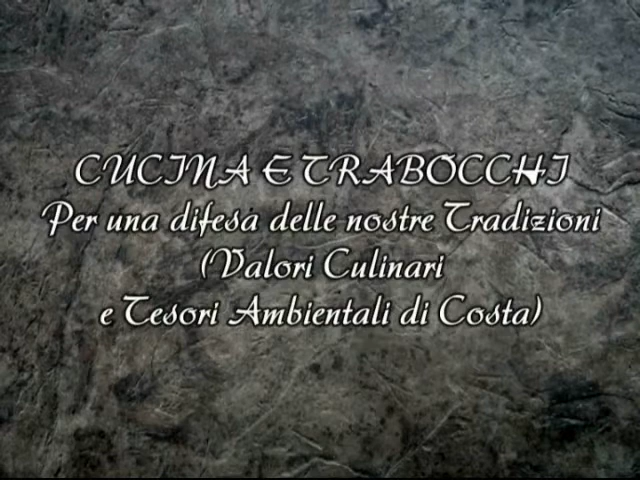 CUCINA E TRABOCCHI
Per una difesa delle nostre Tradizioni
(Valori Culinari
e Tesori Ambientali di Costa)